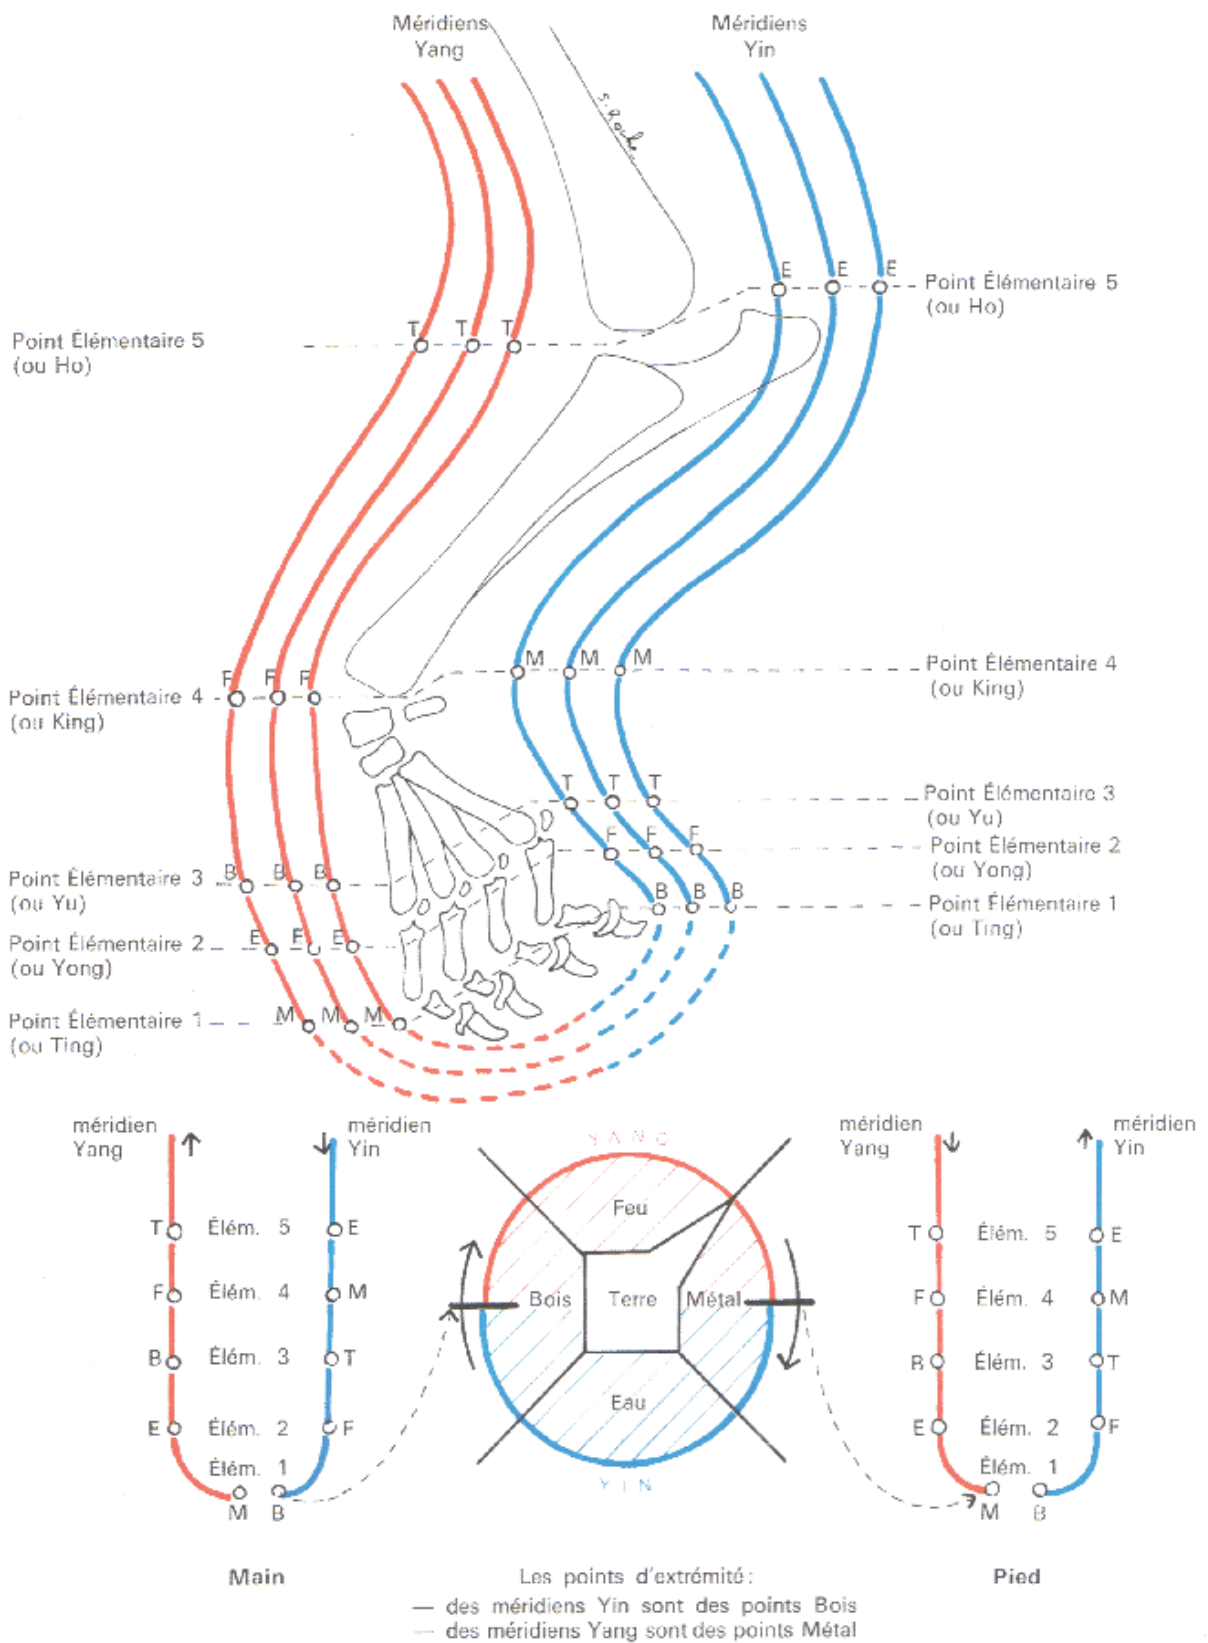 Méridiens
Yang
Méridiens
Yin
E E E
Point Élémentaire 5
(ou Ho)
T T T
Point Élémentaire 5
(ou Ho)
M M M
Point Élémentaire 4
(ou King)
F F F
Point Élémentaire 4
(ou King)
T T T
Point Élémentaire 3
(ou Yu)
F F F
Point Élémentaire 2
(ou Yong)
B B B
Point Élémentaire 3
(ou Yu)
B B B
Point Élémentaire 1
(ou Ting)
E E E
Point Élémentaire 2
(ou Yong)
M M M
Point Élémentaire 1
(ou Ting)
méridien
Yang
méridien
Yin
T Élém. 5 E
F Élém. 4 M
B Élém. 3 T
E Élém. 2 F
Élém. 1
M B
Main
YANG
Feu
Bois Terre Métal
Eau
YIN
méridien
Yang
méridien
Yin
T Élém. 5 E
F Élém. 4 M
B Élém. 3 T
E Élém. 2 F
Élém. 1
M B
Pied
Les points d'extrémité:
— des méridiens Yin sont des points Bois
— des méridiens Yang sont des points Métal